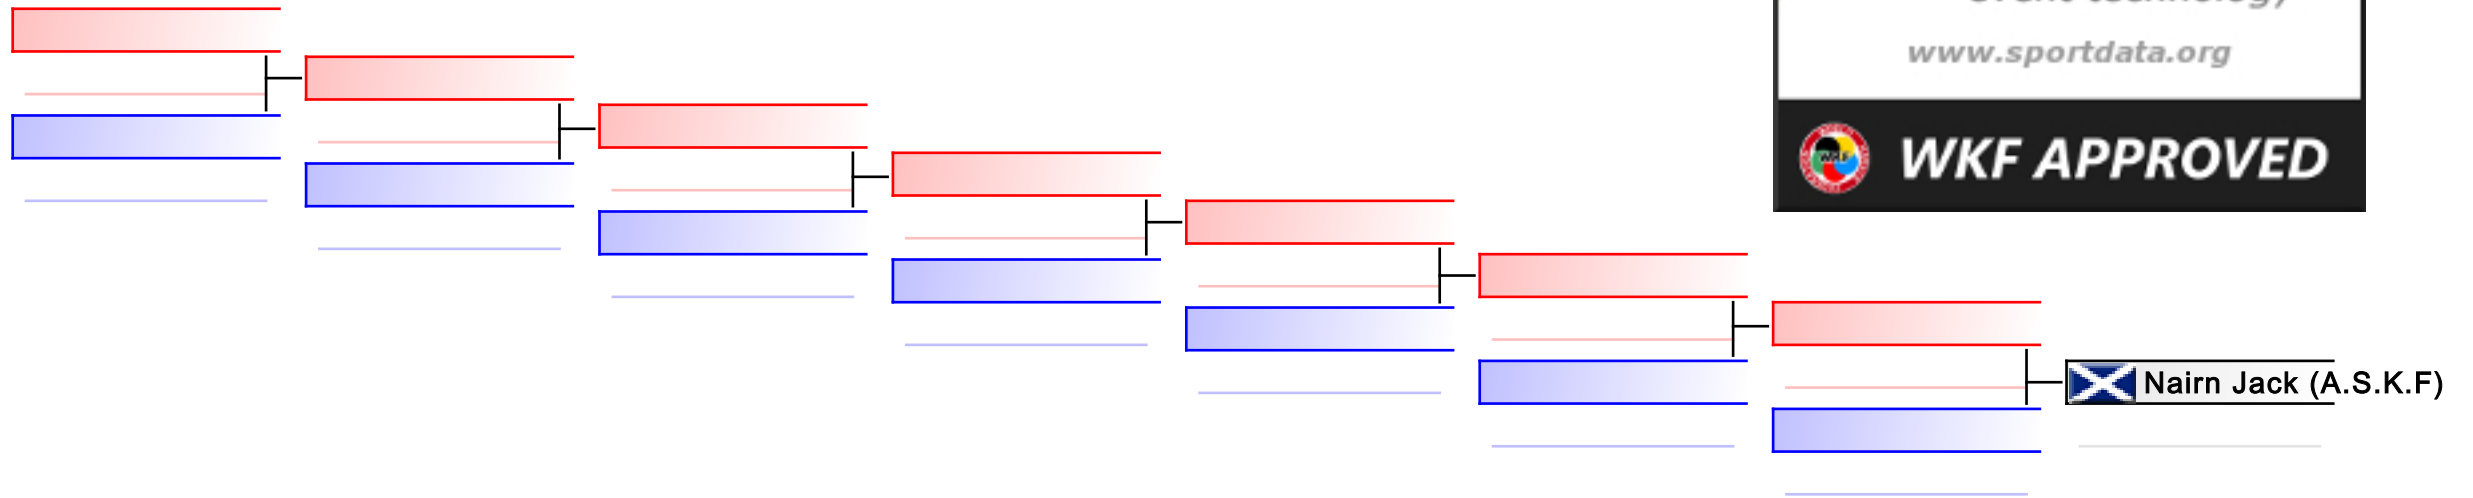 www.sportdata.org
WKF APPROVED
Nairn Jack (A.S.K.F)